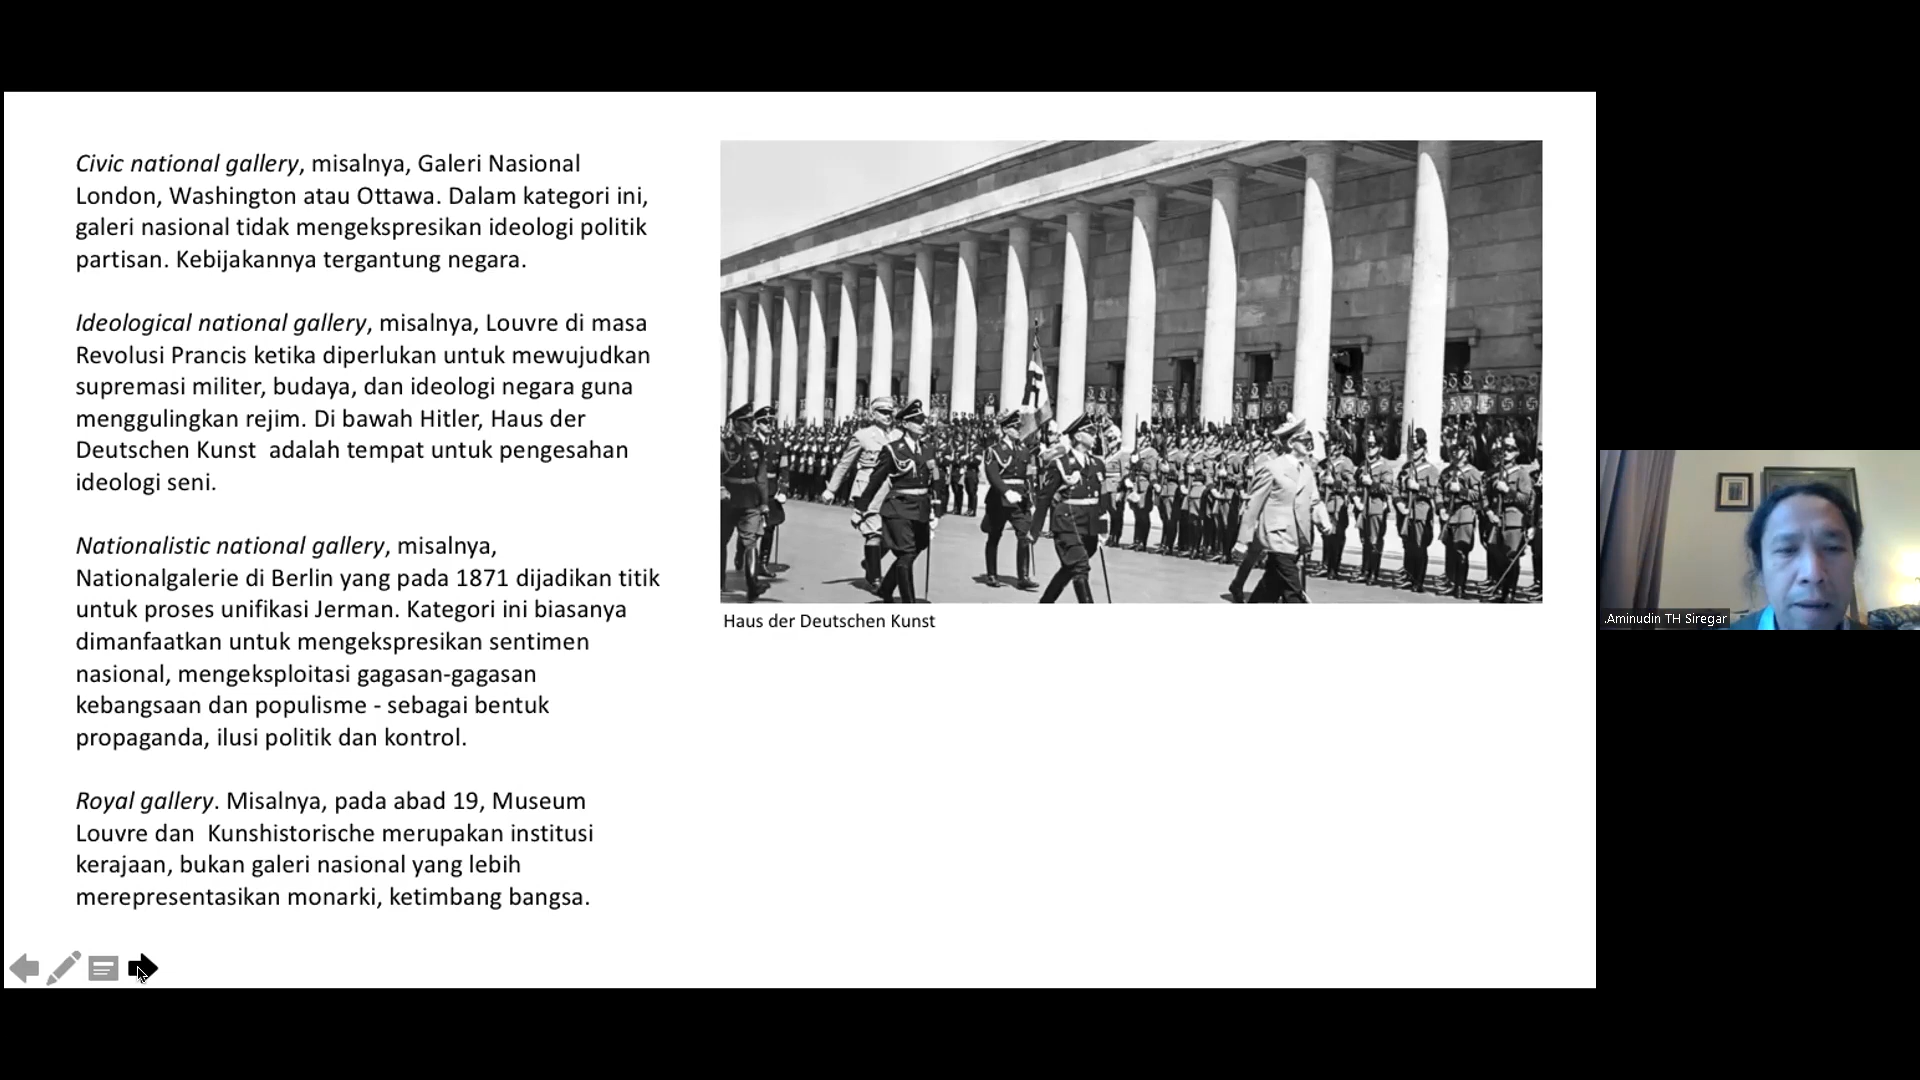 Civic national gallery, misalnya, Galeri Nasional
London, Washington atau Ottawa. Dalam kategori ini,
galeri nasional tidak mengekspresikan ideologi politik
partisan. Kebijakannya tergantung negara.
Ideological national gallery, misalnya, Louvre di masa
Revolusi Prancis ketika diperlukan untuk mewujudkan
supremasi militer, budaya, dan ideologi negara guna
menggulingkan rejim. Di bawah Hitler, Haus der
Deutschen Kunst  adalah tempat untuk pengesahan
ideologi seni.
Nationalistic national gallery, misalnya,
Nationalgalerie di Berlin yang pada 1871 dijadikan titik
untuk proses unifikasi Jerman. Kategori ini biasanya
dimanfaatkan untuk mengekspresikan sentimen
nasional, mengeksploitasi gagasan-gagasan
kebangsaan dan populisme - sebagai bentuk
propaganda, ilusi politik dan kontrol.
Royal gallery. Misalnya, pada abad 19, Museum
Louvre dan  Kunshistorische merupakan institusi
kerajaan, bukan galeri nasional yang lebih
merepresentasikan monarki, ketimbang bangsa.
Haus der Deutschen Kunst
.Aminudin TH Siregar